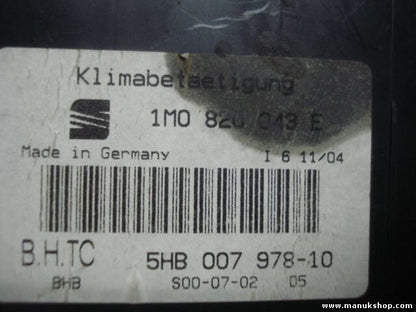 Klimabetaetigung
1M0 820 043 E
Made in Germany I 6 11/04
B.H.TC 5HB 007 978-10
BHB S00-07-02 05
www.manukshop.com